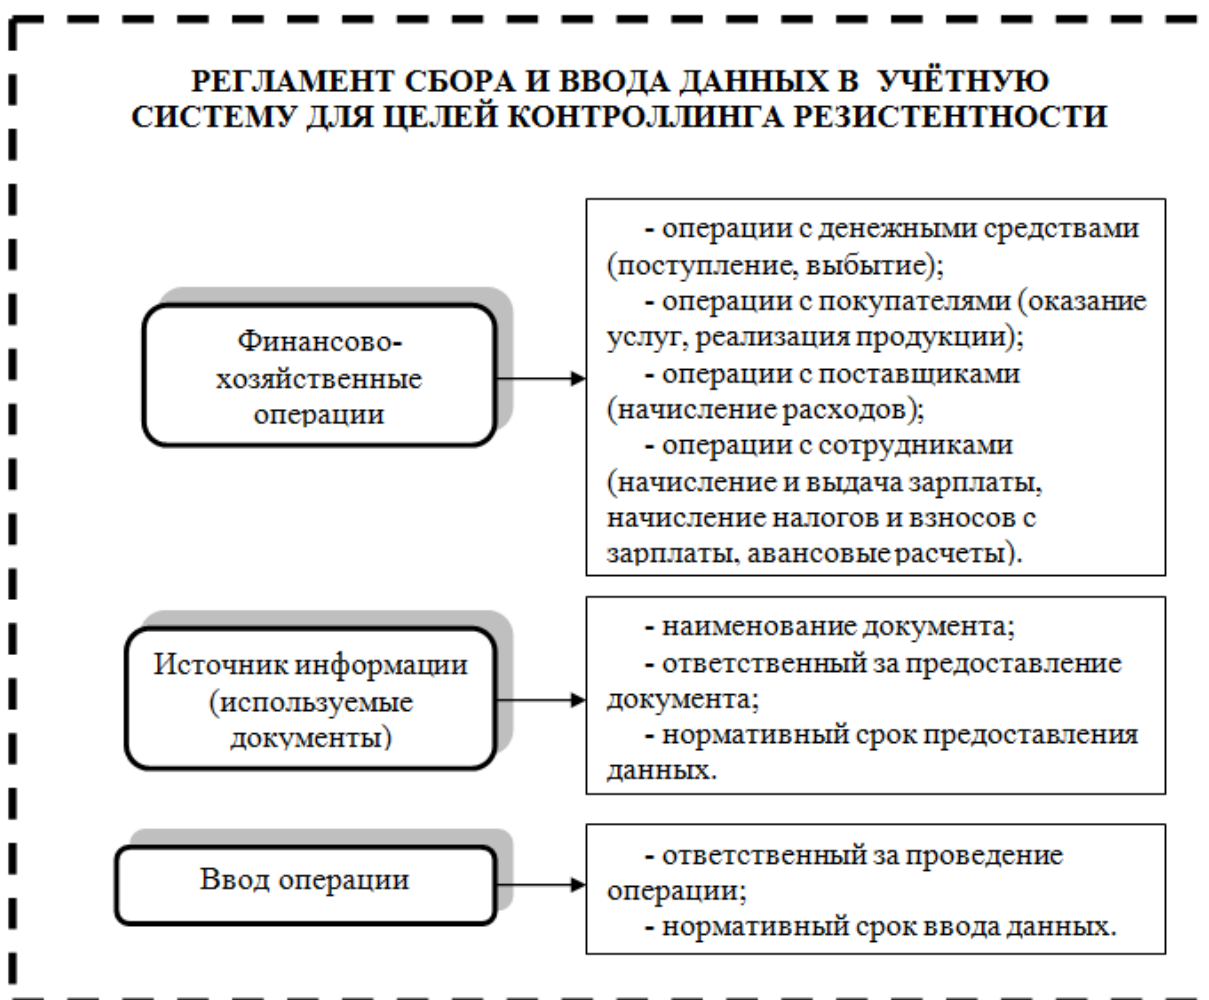 РЕГЛАМЕНТ СБОРА И ВВОДА ДАННЫХ В УЧЁТНУЮ
СИСТЕМУ ДЛЯ ЦЕЛЕЙ КОНТРОЛЛИНГА РЕЗИСТЕНТНОСТИ
Финансово-
хозяйственные
операции
- операции с денежными средствами
(поступление, выбытие);
- операции с покупателями (оказание
услуг, реализация продукции);
- операции с поставщиками
(начисление расходов);
- операции с сотрудниками
(начисление и выдача зарплаты,
начисление налогов и взносов с
зарплаты, авансовые расчеты).
Источник информации
(используемые
документы)
- наименование документа;
- ответственный за предоставление
документа;
- нормативный срок предоставления
данных.
Ввод операции
- ответственный за проведение
операции;
- нормативный срок ввода данных.